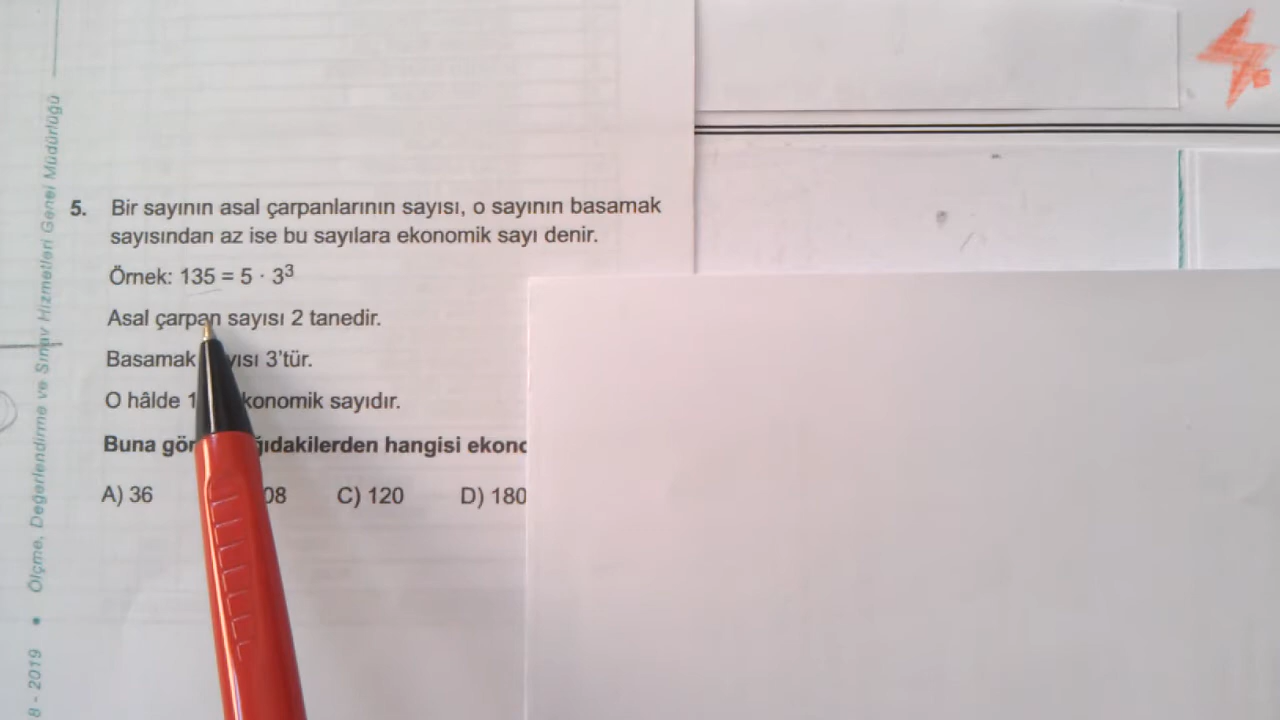 5. Bir sayının asal çarpanlarının sayısı, o sayının basamak
sayısından az ise bu sayılara ekonomik sayı denir.
Örnek: 135 = 5 · 3³
Asal çarpan sayısı 2 tanedir.
Basamak yısı 3'tür.
O hâlde 1 konomik sayıdır.
Buna gör ğıdakilerden hangisi ekono
A) 36 08 C) 120 D) 180
8 - 2019 • Ölçme, Değerlendirme ve Sınav Hizmetleri Genel Müdürlüğü